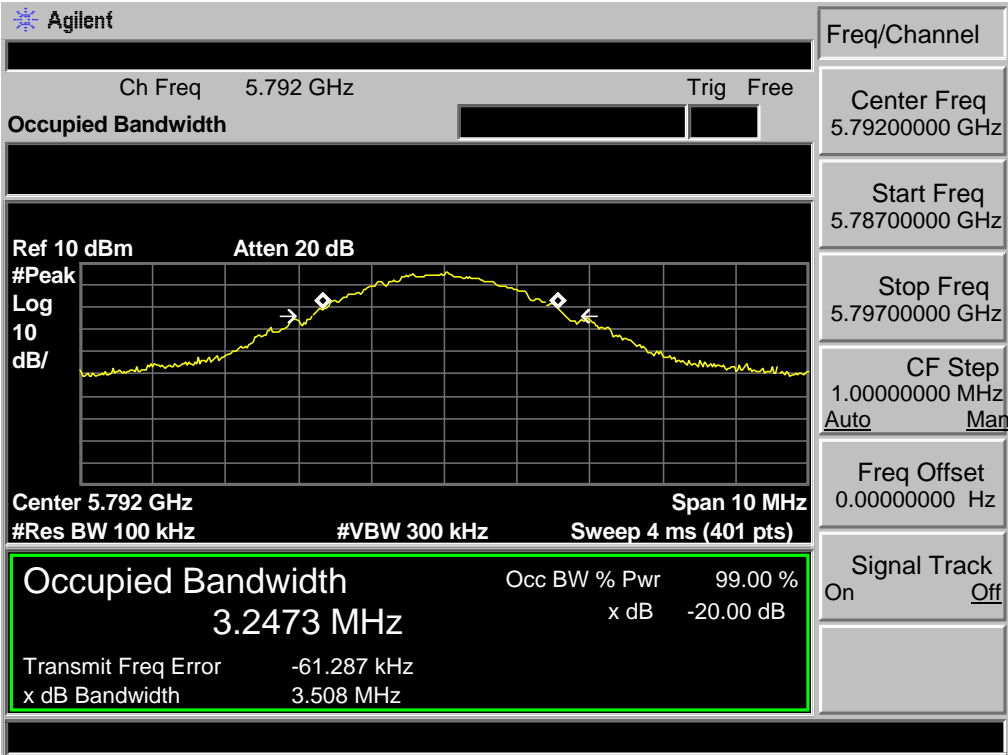 Agilent
Ch Freq 5.792 GHz Trig Free
Occupied Bandwidth
Ref 10 dBm Atten 20 dB
#Peak
Log
10
dB/
Center 5.792 GHz Span 10 MHz
#Res BW 100 kHz #VBW 300 kHz Sweep 4 ms (401 pts)
Occupied Bandwidth
3.2473 MHz
Occ BW % Pwr 99.00 %
x dB -20.00 dB
Transmit Freq Error -61.287 kHz
x dB Bandwidth 3.508 MHz
Freq/Channel
Center Freq
5.79200000 GHz
Start Freq
5.78700000 GHz
Stop Freq
5.79700000 GHz
CF Step
1.00000000 MHz
Auto Man
Freq Offset
0.00000000 Hz
Signal Track
On Off